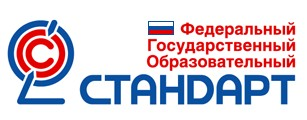 Федеральный
Государственный
Образовательный
СТАНДАРТ